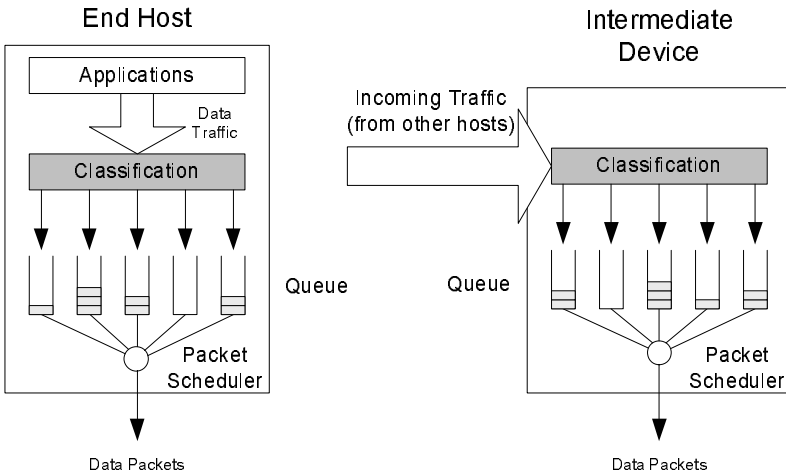 End Host
Applications
Data
Traffic
Classification
Queue
Packet
Scheduler
Data Packets
Incoming Traffic
(from other hosts)
Intermediate
Device
Classification
Queue
Packet
Scheduler
Data Packets